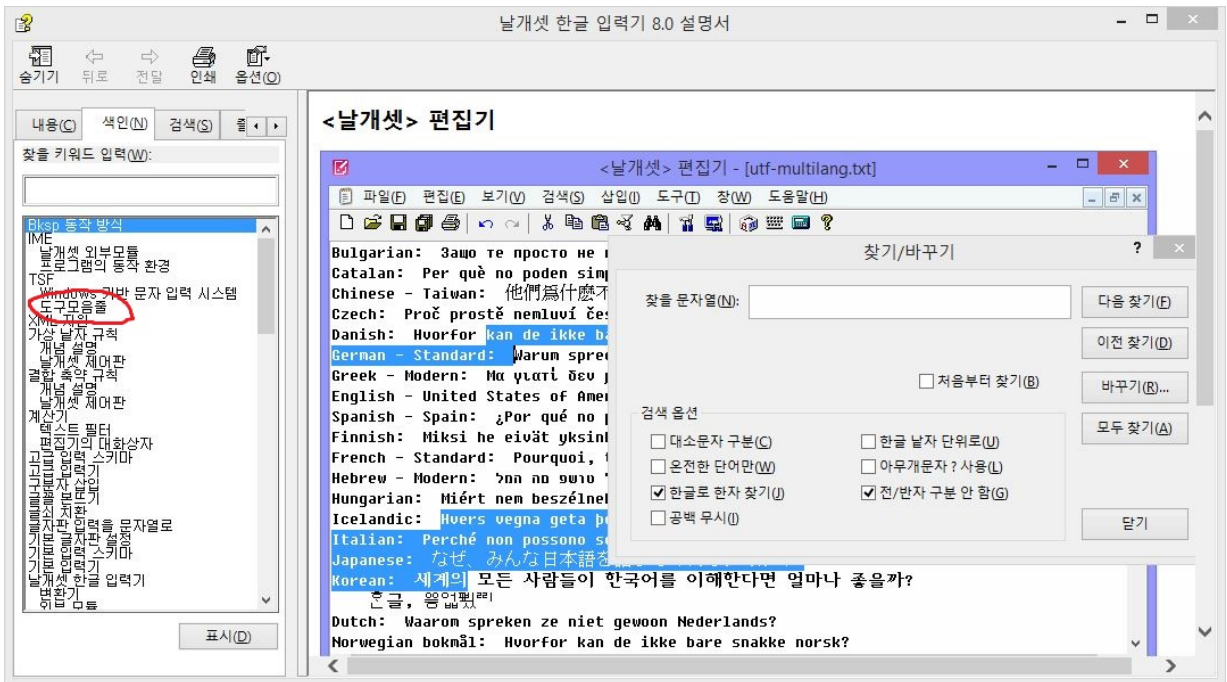 날개셋 한글 입력기 8.0 설명서
숨기기 뒤로 전달 인쇄 옵션(O)
내용(C) 색인(N) 검색(S)
찾을 키워드 입력(W):
Bksp 동작 방식
IME
날개셋 외부모듈
프로그램의 동작 환경
TSF
Windows 기반 문자 입력 시스템
도구모음줄
XML 지원
가상 낱자 규칙
개념 설명
날개셋 제어판
결합 축약 규칙
개념 설명
날개셋 제어판
계산기
텍스트 필터
편집기의 대화상자
고급 입력 스키마
고급 입력기
구분자 삽입
글꼴 본뜨기
글쇠 치환
글자판 입력을 문자열로
기본 글자판 설정
기본 입력 스키마
날개셋 한글 입력기
변환기
표시(D)
<날개셋> 편집기
<날개셋> 편집기 - [utf-multilang.txt]
파일(F) 편집(E) 보기(V) 검색(S) 삽입(I) 도구(T) 창(W) 도움말(H)
Bulgarian: Защо те просто не
Catalan: Per què no poden sim
Chinese - Taiwan: 他們爲什麽不
Czech: Proč prostě nemluví če
Danish: Hvorfor kan de ikke ba
German - Standard: Warum spre
Greek - Modern: Μα γιατί δεν
English - United States of Ame
Spanish - Spain: ¿Por qué no
Finnish: Miksi he eivät yksin
French - Standard: Pourquoi,
Hebrew - Modern:
Hungarian: Miért nem beszélne
Icelandic: Hvers vegna geta þ
Italian: Perché non possono s
Japanese: なぜ、みんな日本語を
Korean: 세계의 모든 사람들이 한국어를 이해한다면 얼마나 좋을까?
Dutch: Waarom spreken ze niet gewoon Nederlands?
Norwegian bokmål: Hvorfor kan de ikke bare snakke norsk?
찾기/바꾸기
찾을 문자열(N):
다음 찾기(F)
이전 찾기(D)
처음부터 찾기(B)
바꾸기(R)...
모두 찾기(A)
검색 옵션
대소문자 구분(C)
한글 낱자 단위로(U)
온전한 단어만(W)
아무개문자 ? 사용(L)
한글로 한자 찾기(J)
전/반자 구분 안 함(G)
공백 무시(I)
닫기